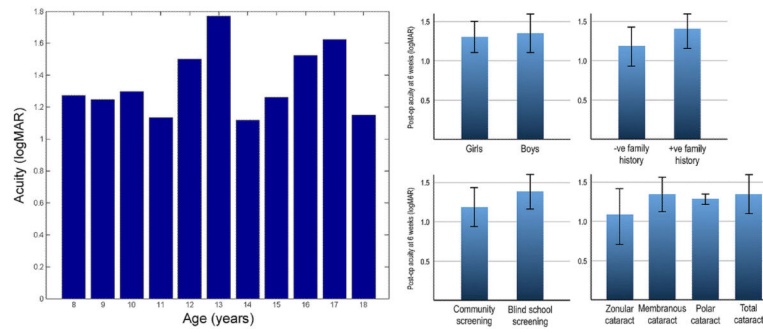 1.8
1.6
1.4
1.2
1
0.8
0.6
0.4
0.2
0
Acuity (logMAR)
8 9 10 11 12 13 14 15 16 17 18
Age (years)
Post-op acuity at 6 weeks (logMAR)
1.5
1.0
0.5
Girls Boys
1.5
1.0
0.5
-ve family
history
+ve family
history
Post-op acuity at 6 weeks (logMAR)
1.5
1.0
0.5
Community
screening
Blind school
screening
1.5
1.0
0.5
Zonular
cataract
Membranous
cataract
Polar
cataract
Total
cataract